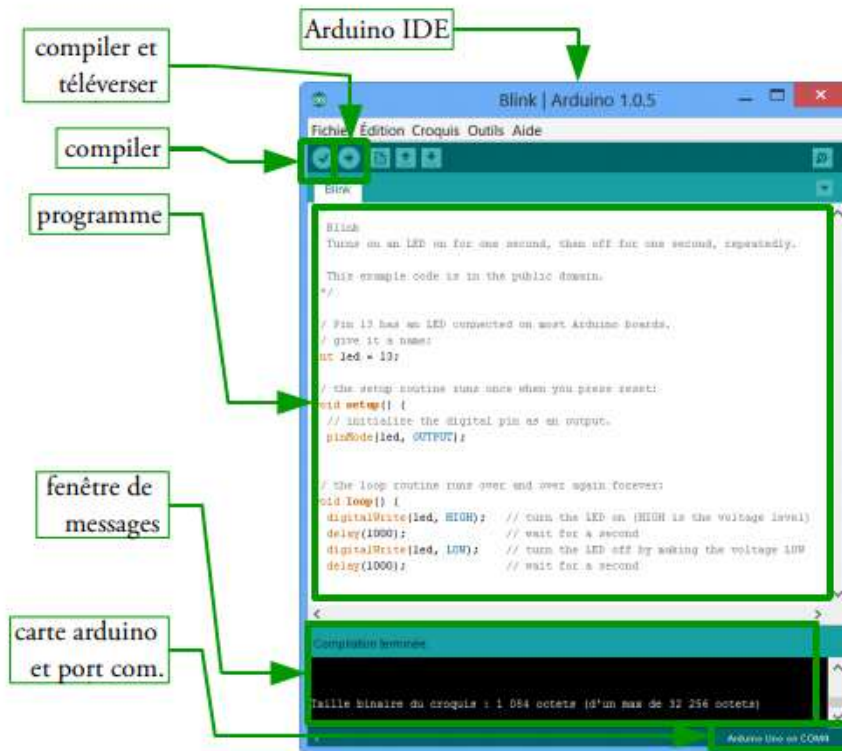 Arduino IDE
compiler et
téléverser
compiler
programme
fenêtre de
messages
carte arduino
et port com.
Blink | Arduino 1.0.5
Fichier Édition Croquis Outils Aide
Blink
Blink
Turns on an LED on for one second, then off for one second, repeatedly.
This example code is in the public domain.
*/
/ Pin 13 has an LED connected on most Arduino boards.
/ give it a name:
nt led = 13;
/ the setup routine runs once when you press reset:
oid setup() {
// initialize the digital pin as an output.
pinMode(led, OUTPUT);
/ the loop routine runs over and over again forever:
oid loop() {
digitalWrite(led, HIGH); // turn the LED on (HIGH is the voltage level)
delay(1000); // wait for a second
digitalWrite(led, LOW); // turn the LED off by making the voltage LOW
delay(1000); // wait for a second
Compilation terminée.
Taille binaire du croquis : 1 084 octets (d'un max de 32 256 octets)
Arduino Uno on COM4